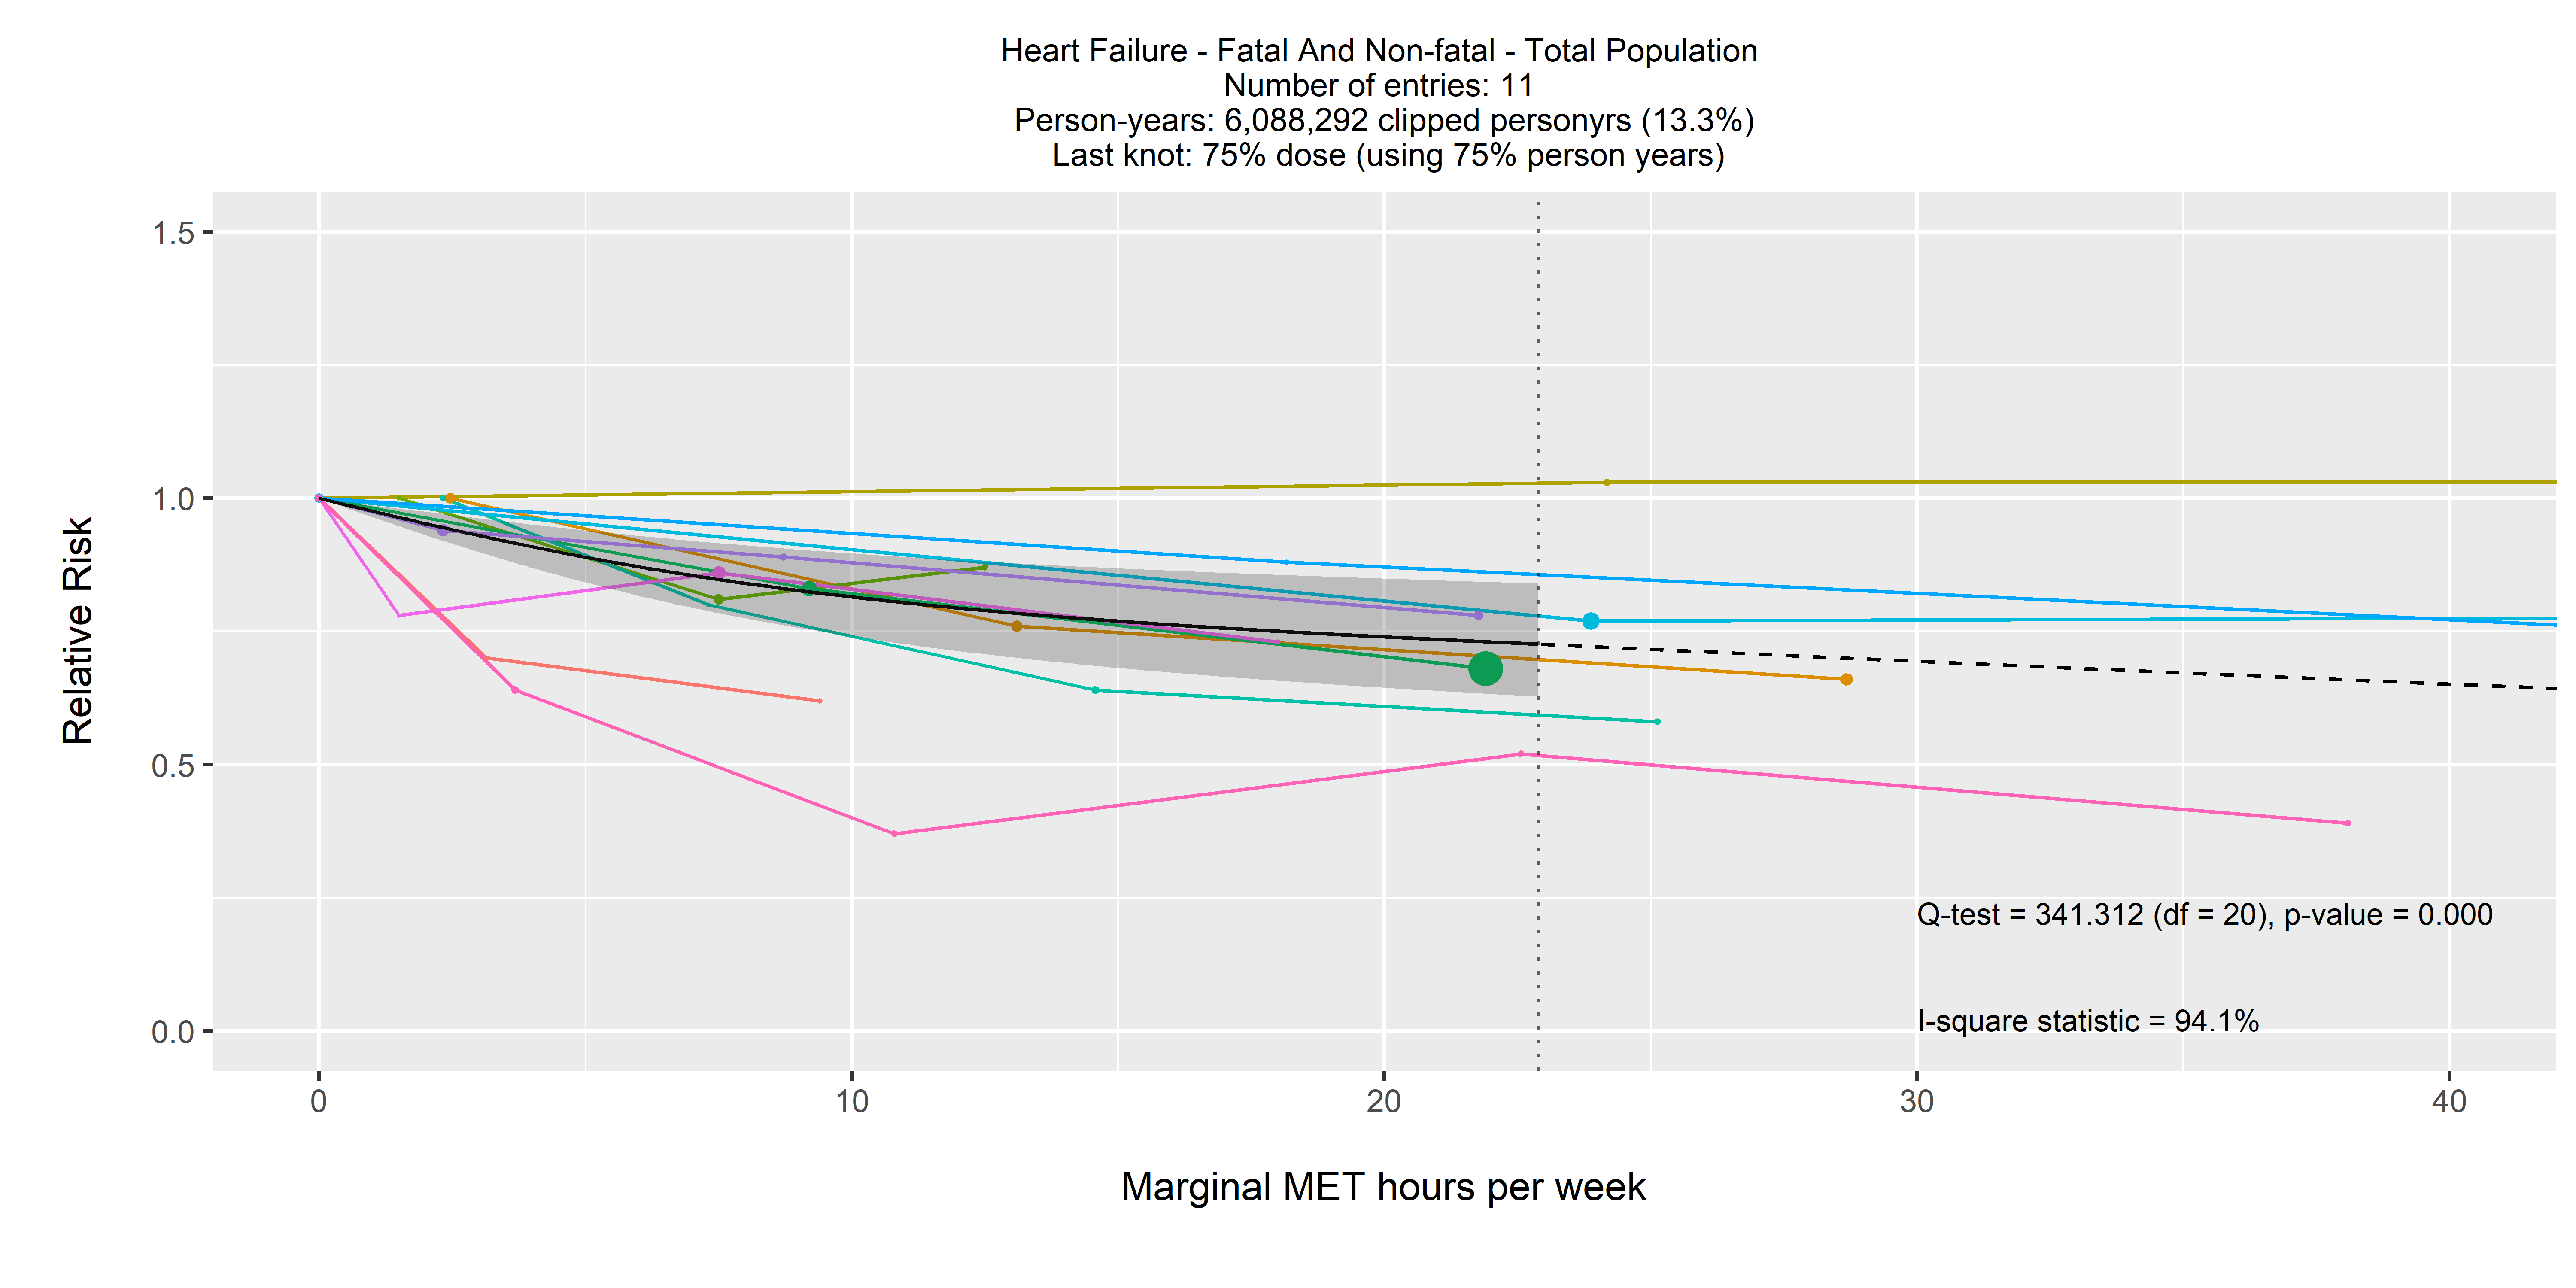 Heart Failure - Fatal And Non-fatal - Total Population
Number of entries: 11
Person-years: 6,088,292 clipped personyrs (13.3%)
Last knot: 75% dose (using 75% person years)
1.5
1.0
0.5
0.0
Relative Risk
Q-test = 341.312 (df = 20), p-value = 0.000
I-square statistic = 94.1%
0 10 20 30 40
Marginal MET hours per week